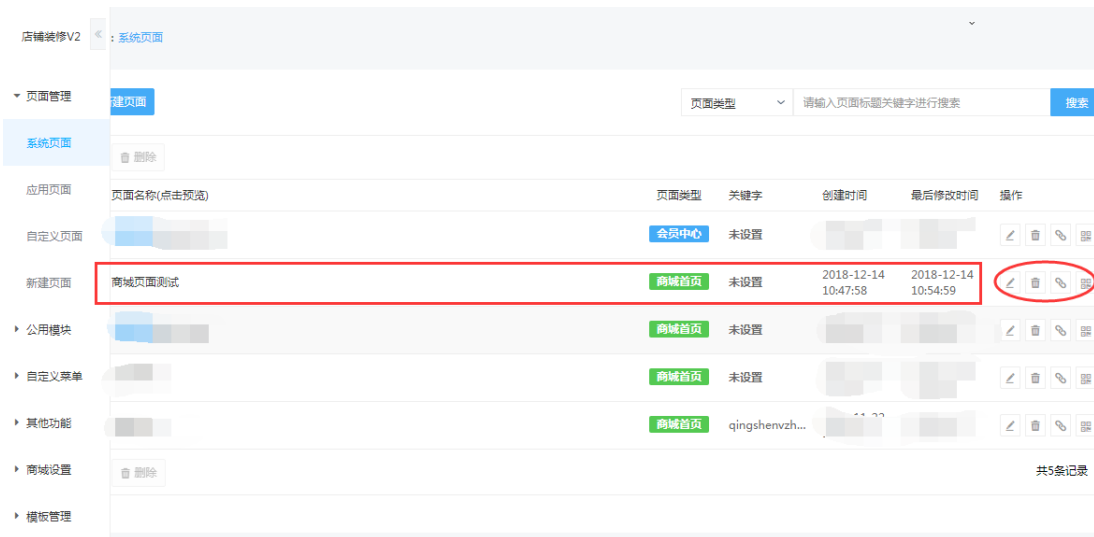 店铺装修V2
: 系统页面
页面管理
建页面
页面类型
请输入页面标题关键字进行搜索
搜索
系统页面
删除
应用页面
页面名称(点击预览)
页面类型
关键字
创建时间
最后修改时间
操作
自定义页面
会员中心
未设置
新建页面
商城页面测试
商城首页
未设置
2018-12-14
10:47:58
2018-12-14
10:54:59
公用模块
商城首页
未设置
自定义菜单
商城首页
未设置
其他功能
商城首页
qingshenvzh...
商城设置
删除
共5条记录
模板管理